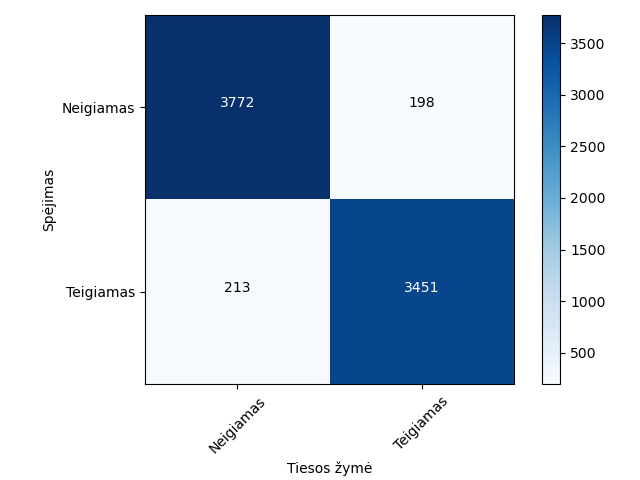 Spėjimas
Neigiamas
Teigiamas
3772 198
213 3451
Neigiamas Teigiamas
Tiesos žymė
3500
3000
2500
2000
1500
1000
500